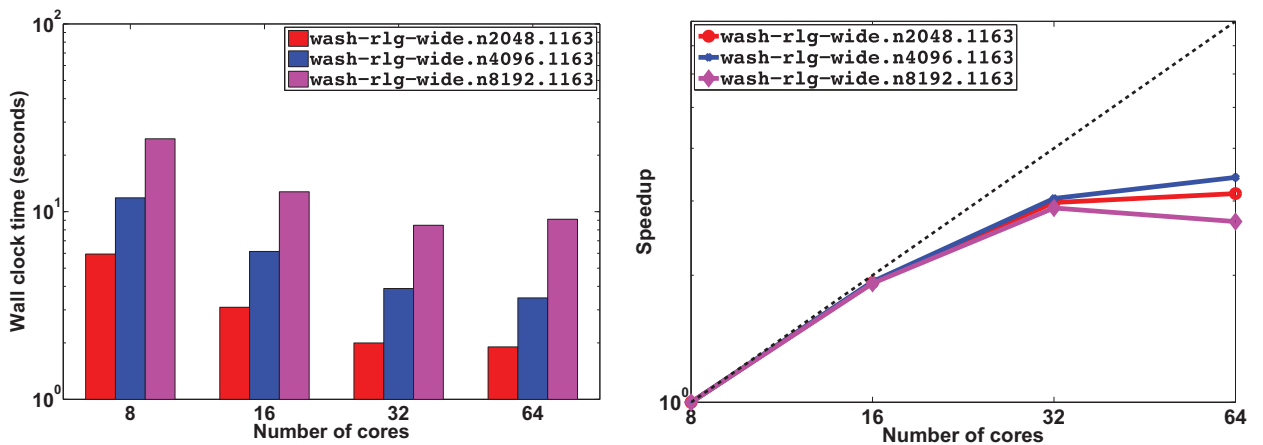 10^2
wash-rlg-wide.n2048.1163
wash-rlg-wide.n4096.1163
wash-rlg-wide.n8192.1163
Wall clock time (seconds)
10^1
10^0
8 16 32 64
Number of cores
wash-rlg-wide.n2048.1163
wash-rlg-wide.n4096.1163
wash-rlg-wide.n8192.1163
Speedup
10^0
8 16 32 64
Number of cores